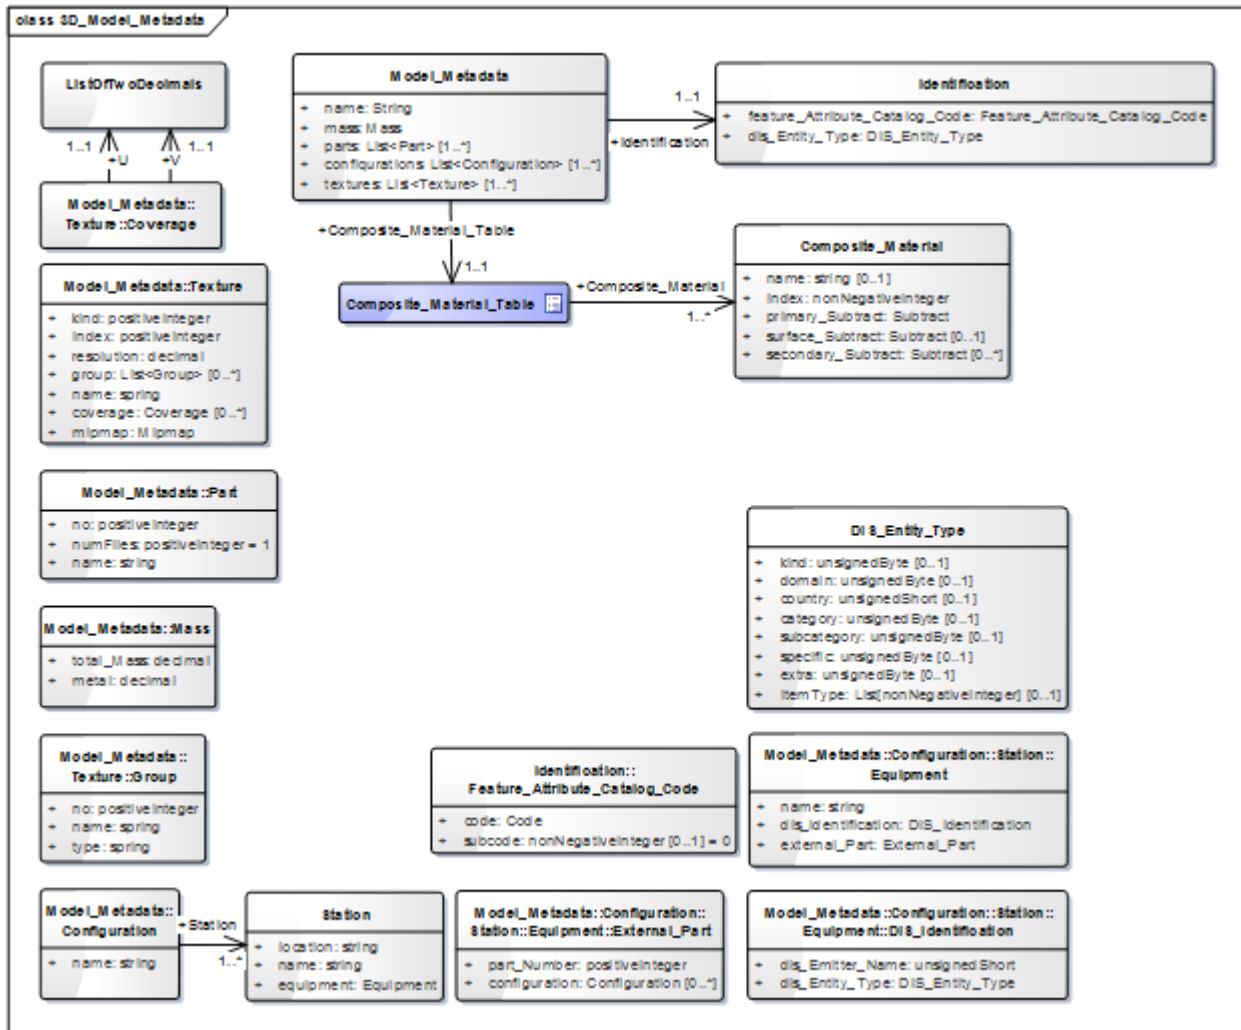 class 3D_Model_Metadata
ListOfTwoDecimals
1..1
1..1
+U
+V
Model_Metadata::
Texture::Coverage
Model_Metadata
+ name: String
+ mass: Mass
+ parts: List<Part> [1..*]
+ configurations: List<Configuration> [1..*]
+ textures: List<Texture> [1..*]
1..1
+Identification
Identification
+ feature_Attribute_Catalog_Code: Feature_Attribute_Catalog_Code
+ dis_Entity_Type: DIS_Entity_Type
+Composite_Material_Table
1..1
Composite_Material_Table
+Composite_Material
1..*
Composite_Material
+ name: string [0..1]
+ index: nonNegativeInteger
+ primary_Subtract: Subtract
+ surface_Subtract: Subtract [0..1]
+ secondary_Subtract: Subtract [0..*]
Model_Metadata::Texture
+ kind: positiveInteger
+ index: positiveInteger
+ resolution: decimal
+ group: List<Group> [0..*]
+ name: spring
+ coverage: Coverage [0..*]
+ mipmap: Mipmap
Model_Metadata::Part
+ no: positiveInteger
+ numFiles: positiveInteger = 1
+ name: string
DIS_Entity_Type
+ kind: unsignedByte [0..1]
+ domain: unsignedByte [0..1]
+ country: unsignedShort [0..1]
+ category: unsignedByte [0..1]
+ subcategory: unsignedByte [0..1]
+ specific: unsignedByte [0..1]
+ extra: unsignedByte [0..1]
+ itemType: List[nonNegativeInteger] [0..1]
Model_Metadata::Mass
+ total_Mass: decimal
+ metal: decimal
Model_Metadata::
Texture::Group
+ no: positiveInteger
+ name: spring
+ type: spring
Identification::
Feature_Attribute_Catalog_Code
+ code: Code
+ subcode: nonNegativeInteger [0..1] = 0
Model_Metadata::Configuration::Station::
Equipment
+ name: string
+ dis_Identification: DIS_Identification
+ external_Part: External_Part
Model_Metadata::
Configuration
+ name: string
+Station
1..*
Station
+ location: string
+ name: string
+ equipment: Equipment
Model_Metadata::Configuration::
Station::Equipment::External_Part
+ part_Number: positiveInteger
+ configuration: Configuration [0..*]
Model_Metadata::Configuration::Station::
Equipment::DIS_Identification
+ dis_Emitter_Name: unsignedShort
+ dis_Entity_Type: DIS_Entity_Type